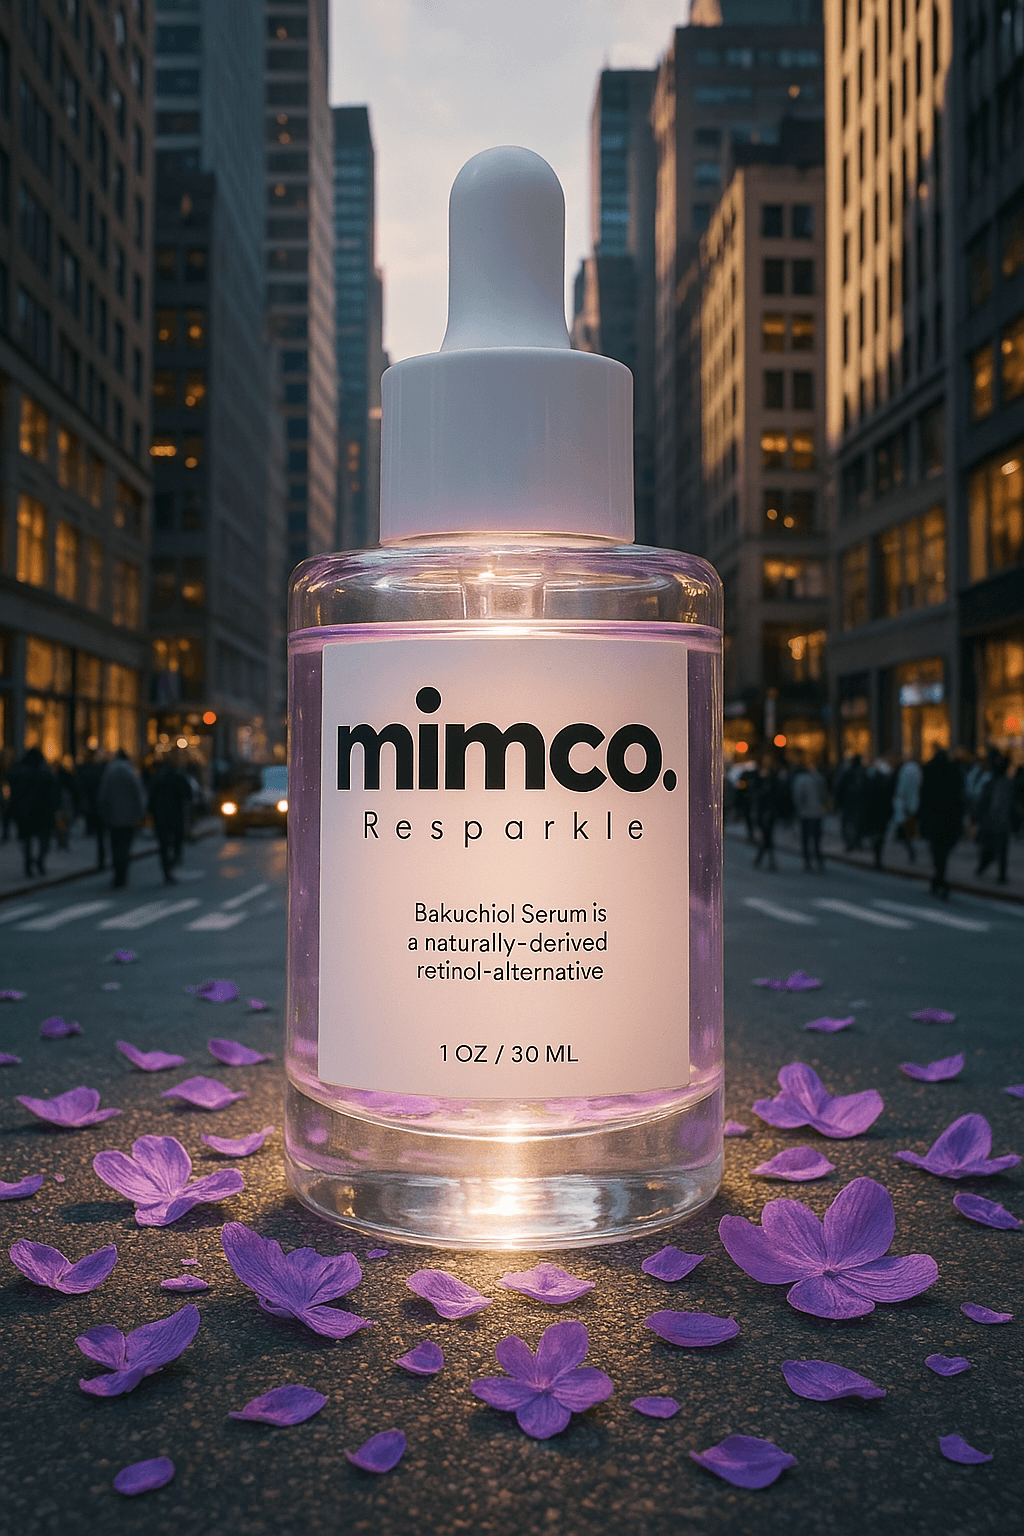 mimco.
Resparkle
Bakuchiol Serum is
a naturally-derived
retinol-alternative
1 OZ / 30 ML